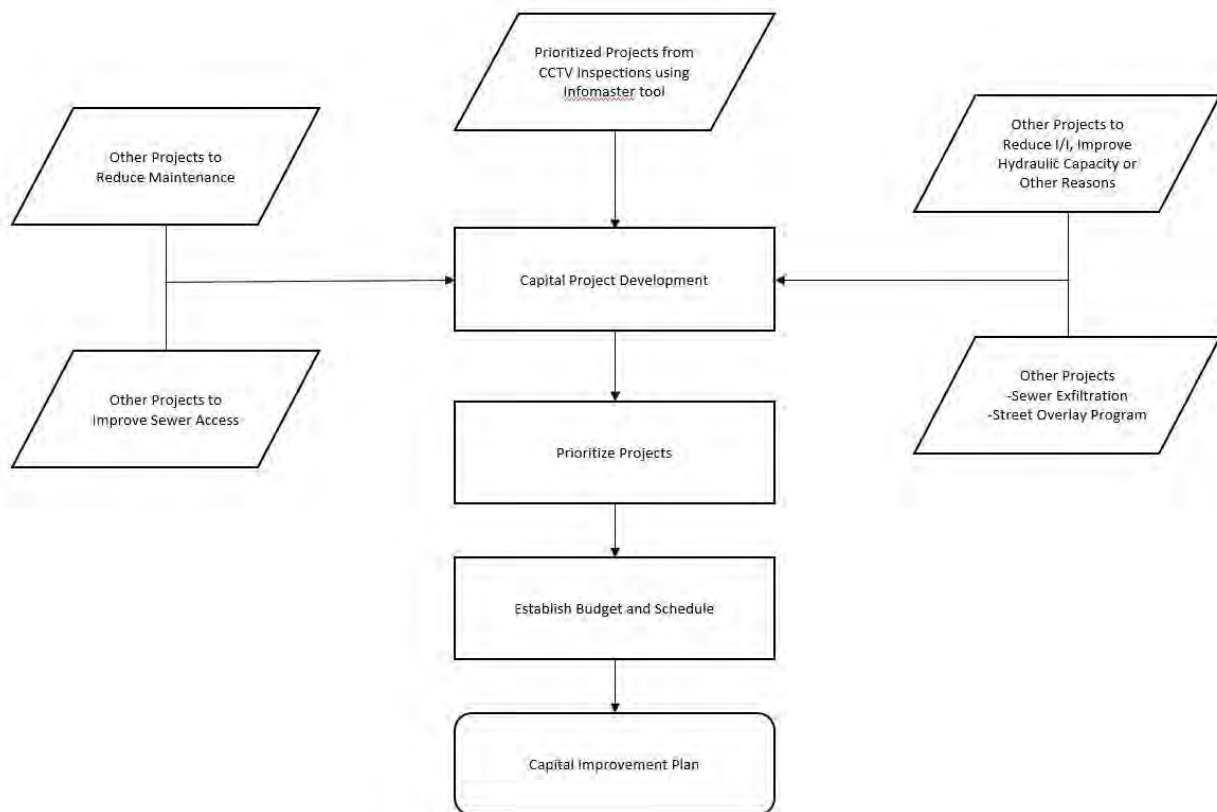 Prioritized Projects from
CCTV Inspections using
Infomaster tool
Other Projects to
Reduce Maintenance
Other Projects to
Reduce I/I, Improve
Hydraulic Capacity or
Other Reasons
Capital Project Development
Other Projects to
Improve Sewer Access
Other Projects
-Sewer Exfiltration
-Street Overlay Program
Prioritize Projects
Establish Budget and Schedule
Capital Improvement Plan